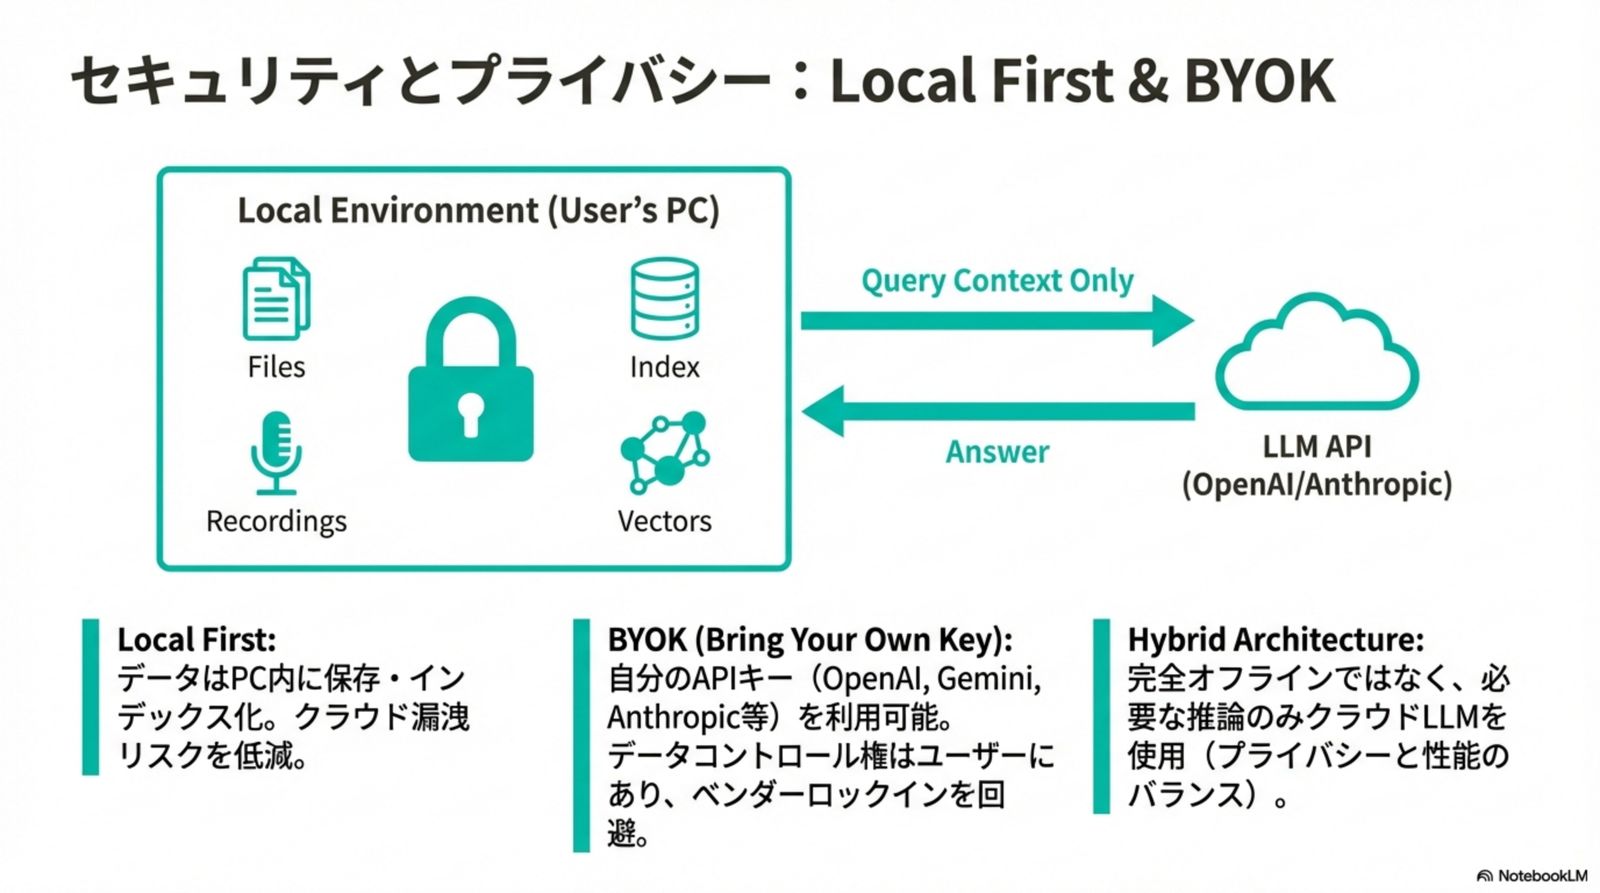 セキュリティとプライバシー：Local First & BYOK
Local Environment (User's PC)
Files
Index
Recordings
Vectors
Query Context Only
Answer
LLM API
(OpenAI/Anthropic)
Local First:
データはPC内に保存・イン
デックス化。クラウド漏洩
リスクを低減。
BYOK (Bring Your Own Key):
自分のAPIキー（OpenAI, Gemini,
Anthropic等）を利用可能。
データコントロール権はユーザーに
あり、ベンダーロックインを回
避。
Hybrid Architecture:
完全オフラインではなく、必
要な推論のみクラウドLLMを
使用（プライバシーと性能の
バランス）。
NotebookLM